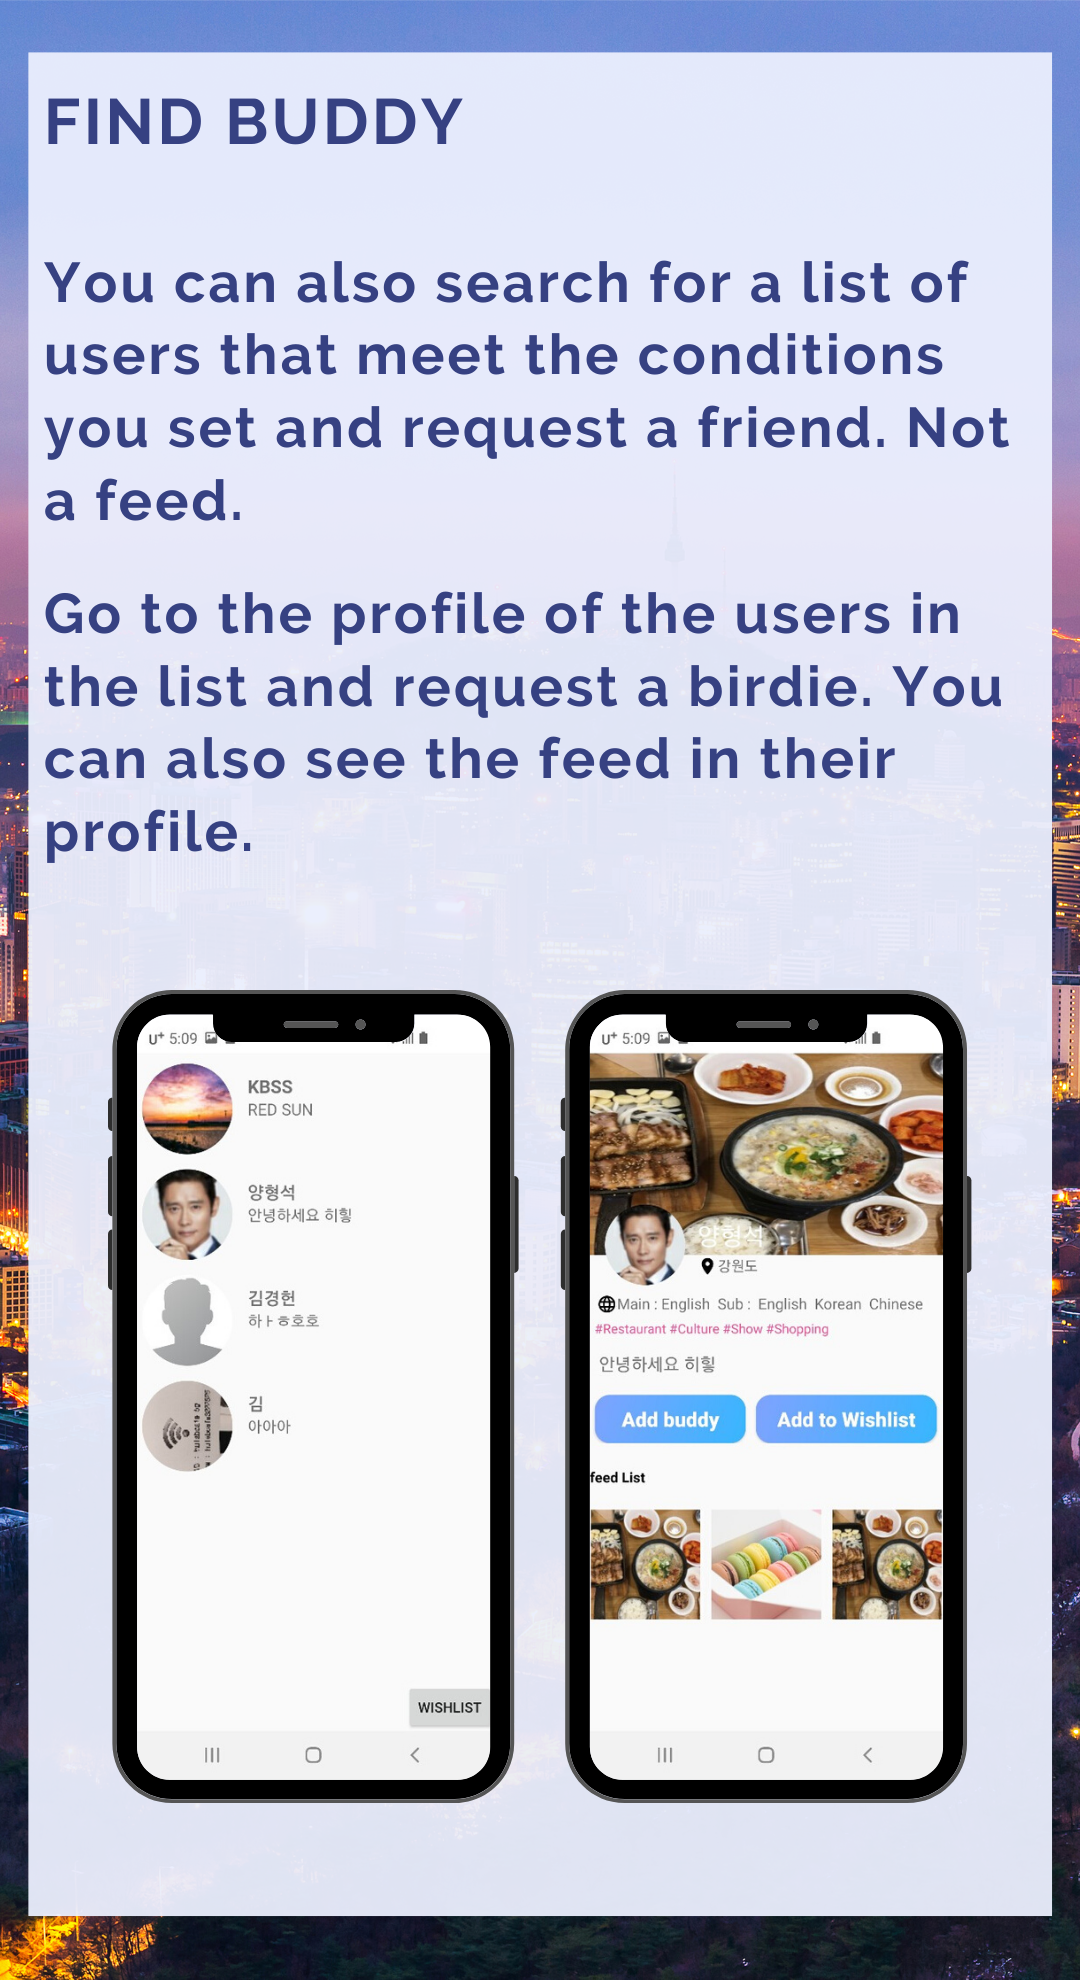 FIND BUDDY
You can also search for a list of
users that meet the conditions
you set and request a friend. Not
a feed.
Go to the profile of the users in
the list and request a birdie. You
can also see the feed in their
profile.
U+ 5:09
KBSS
RED SUN
양형석
안녕하세요 히힣
김경헌
하ㅏㅎ호호
김
아아아
WISHLIST
U+ 5:09
양형석
강원도
Main : English Sub : English Korean Chinese
#Restaurant #Culture #Show #Shopping
안녕하세요 히힣
Add buddy Add to Wishlist
feed List